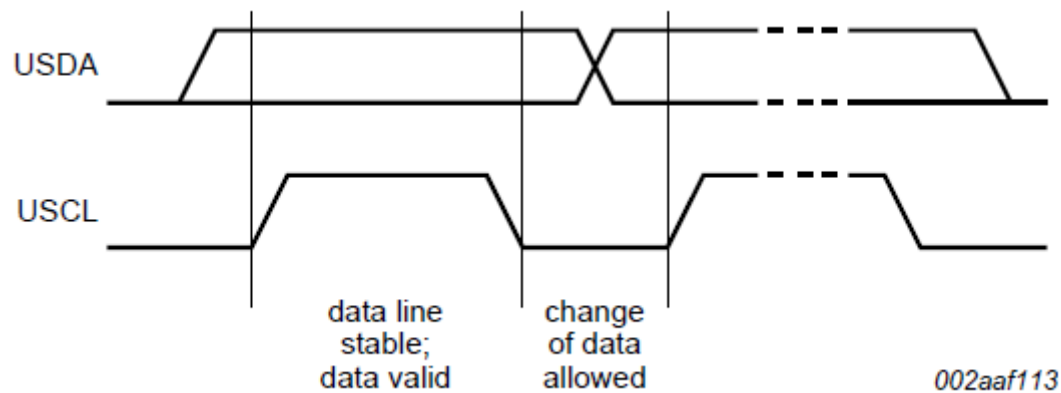 USDA
USCL
data line
stable;
data valid
change
of data
allowed
002aaf113